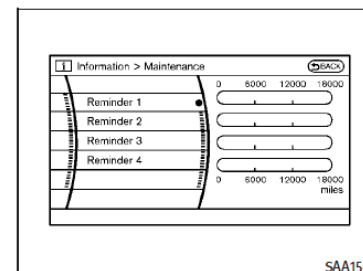 i Information > Maintenance BACK
0 6000 12000 18000
Reminder 1
Reminder 2
Reminder 3
Reminder 4
0 6000 12000 18000
miles
SAA15